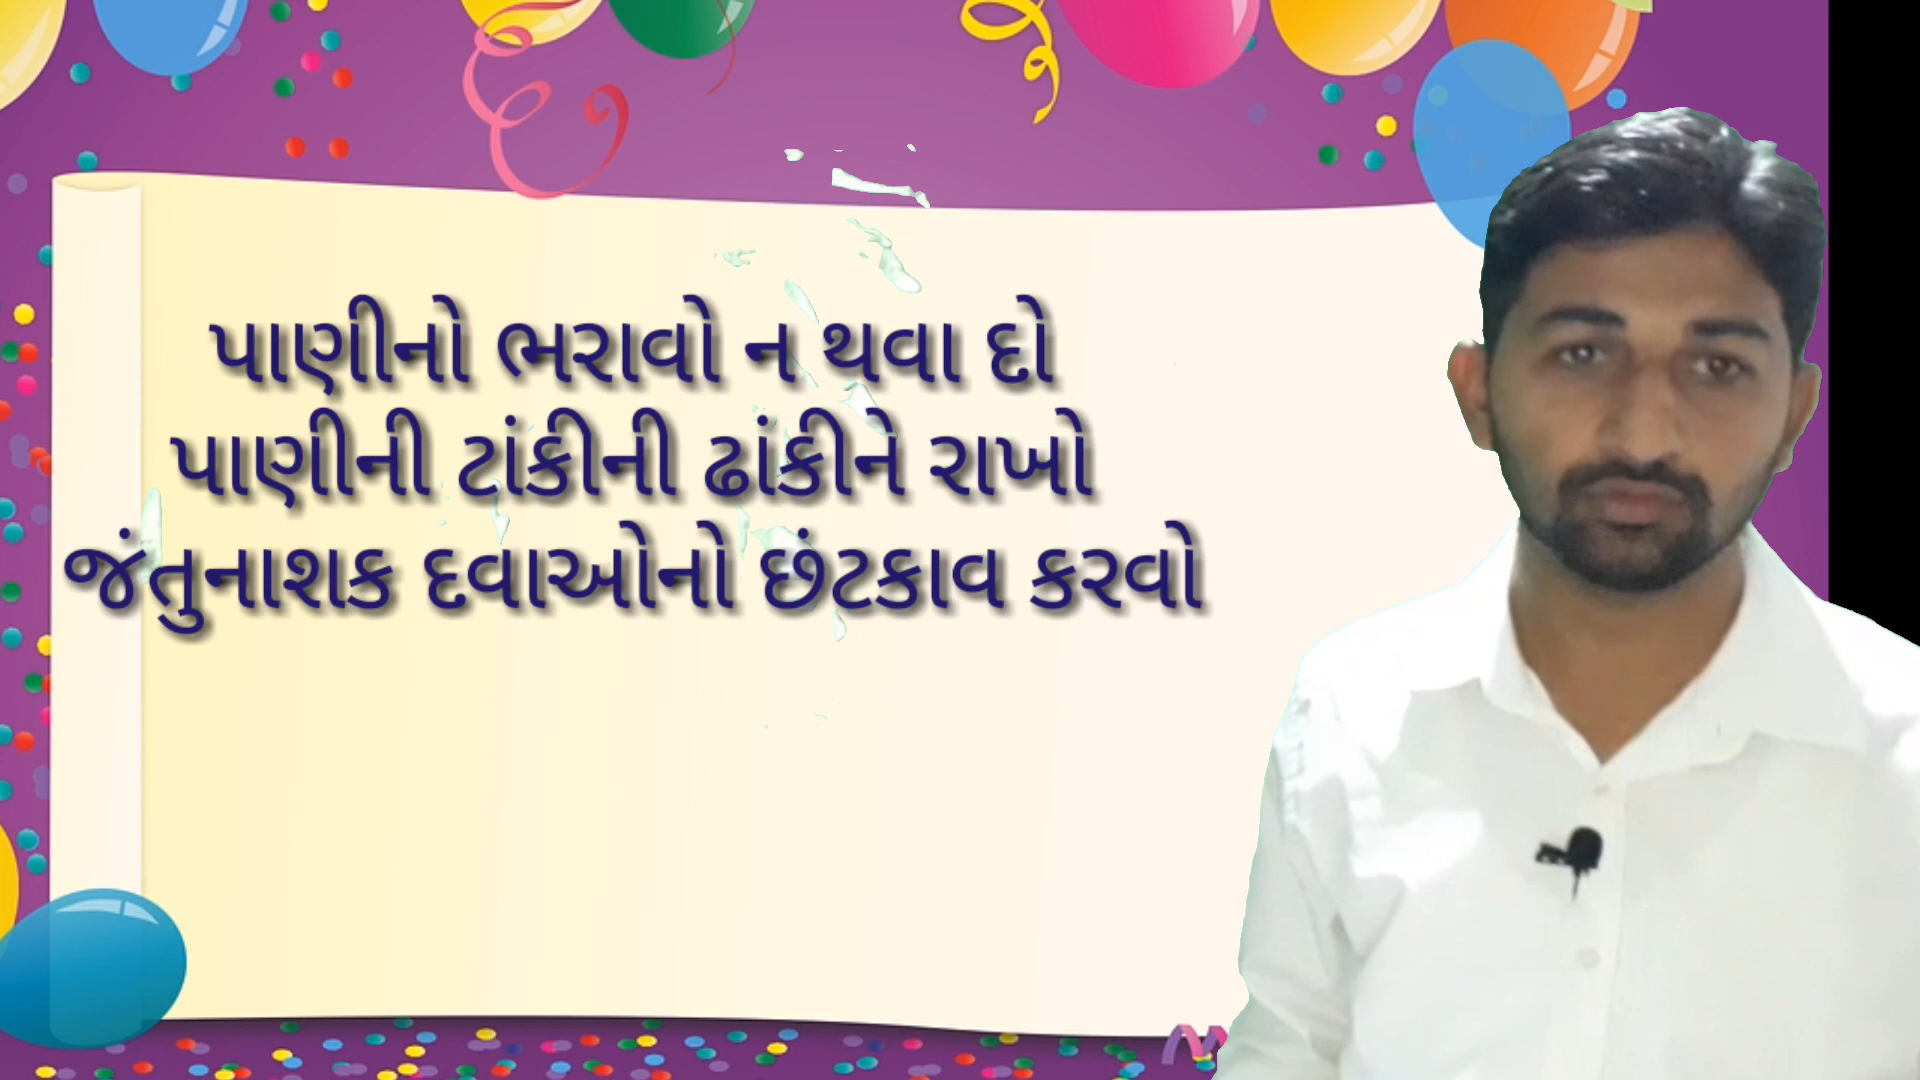 પાણીનો ભરાવો ન થવા દો
પાણીની ટાંકીની ઢાંકીને રાખો
જંતુનાશક દવાઓનો છંટકાવ કરવો